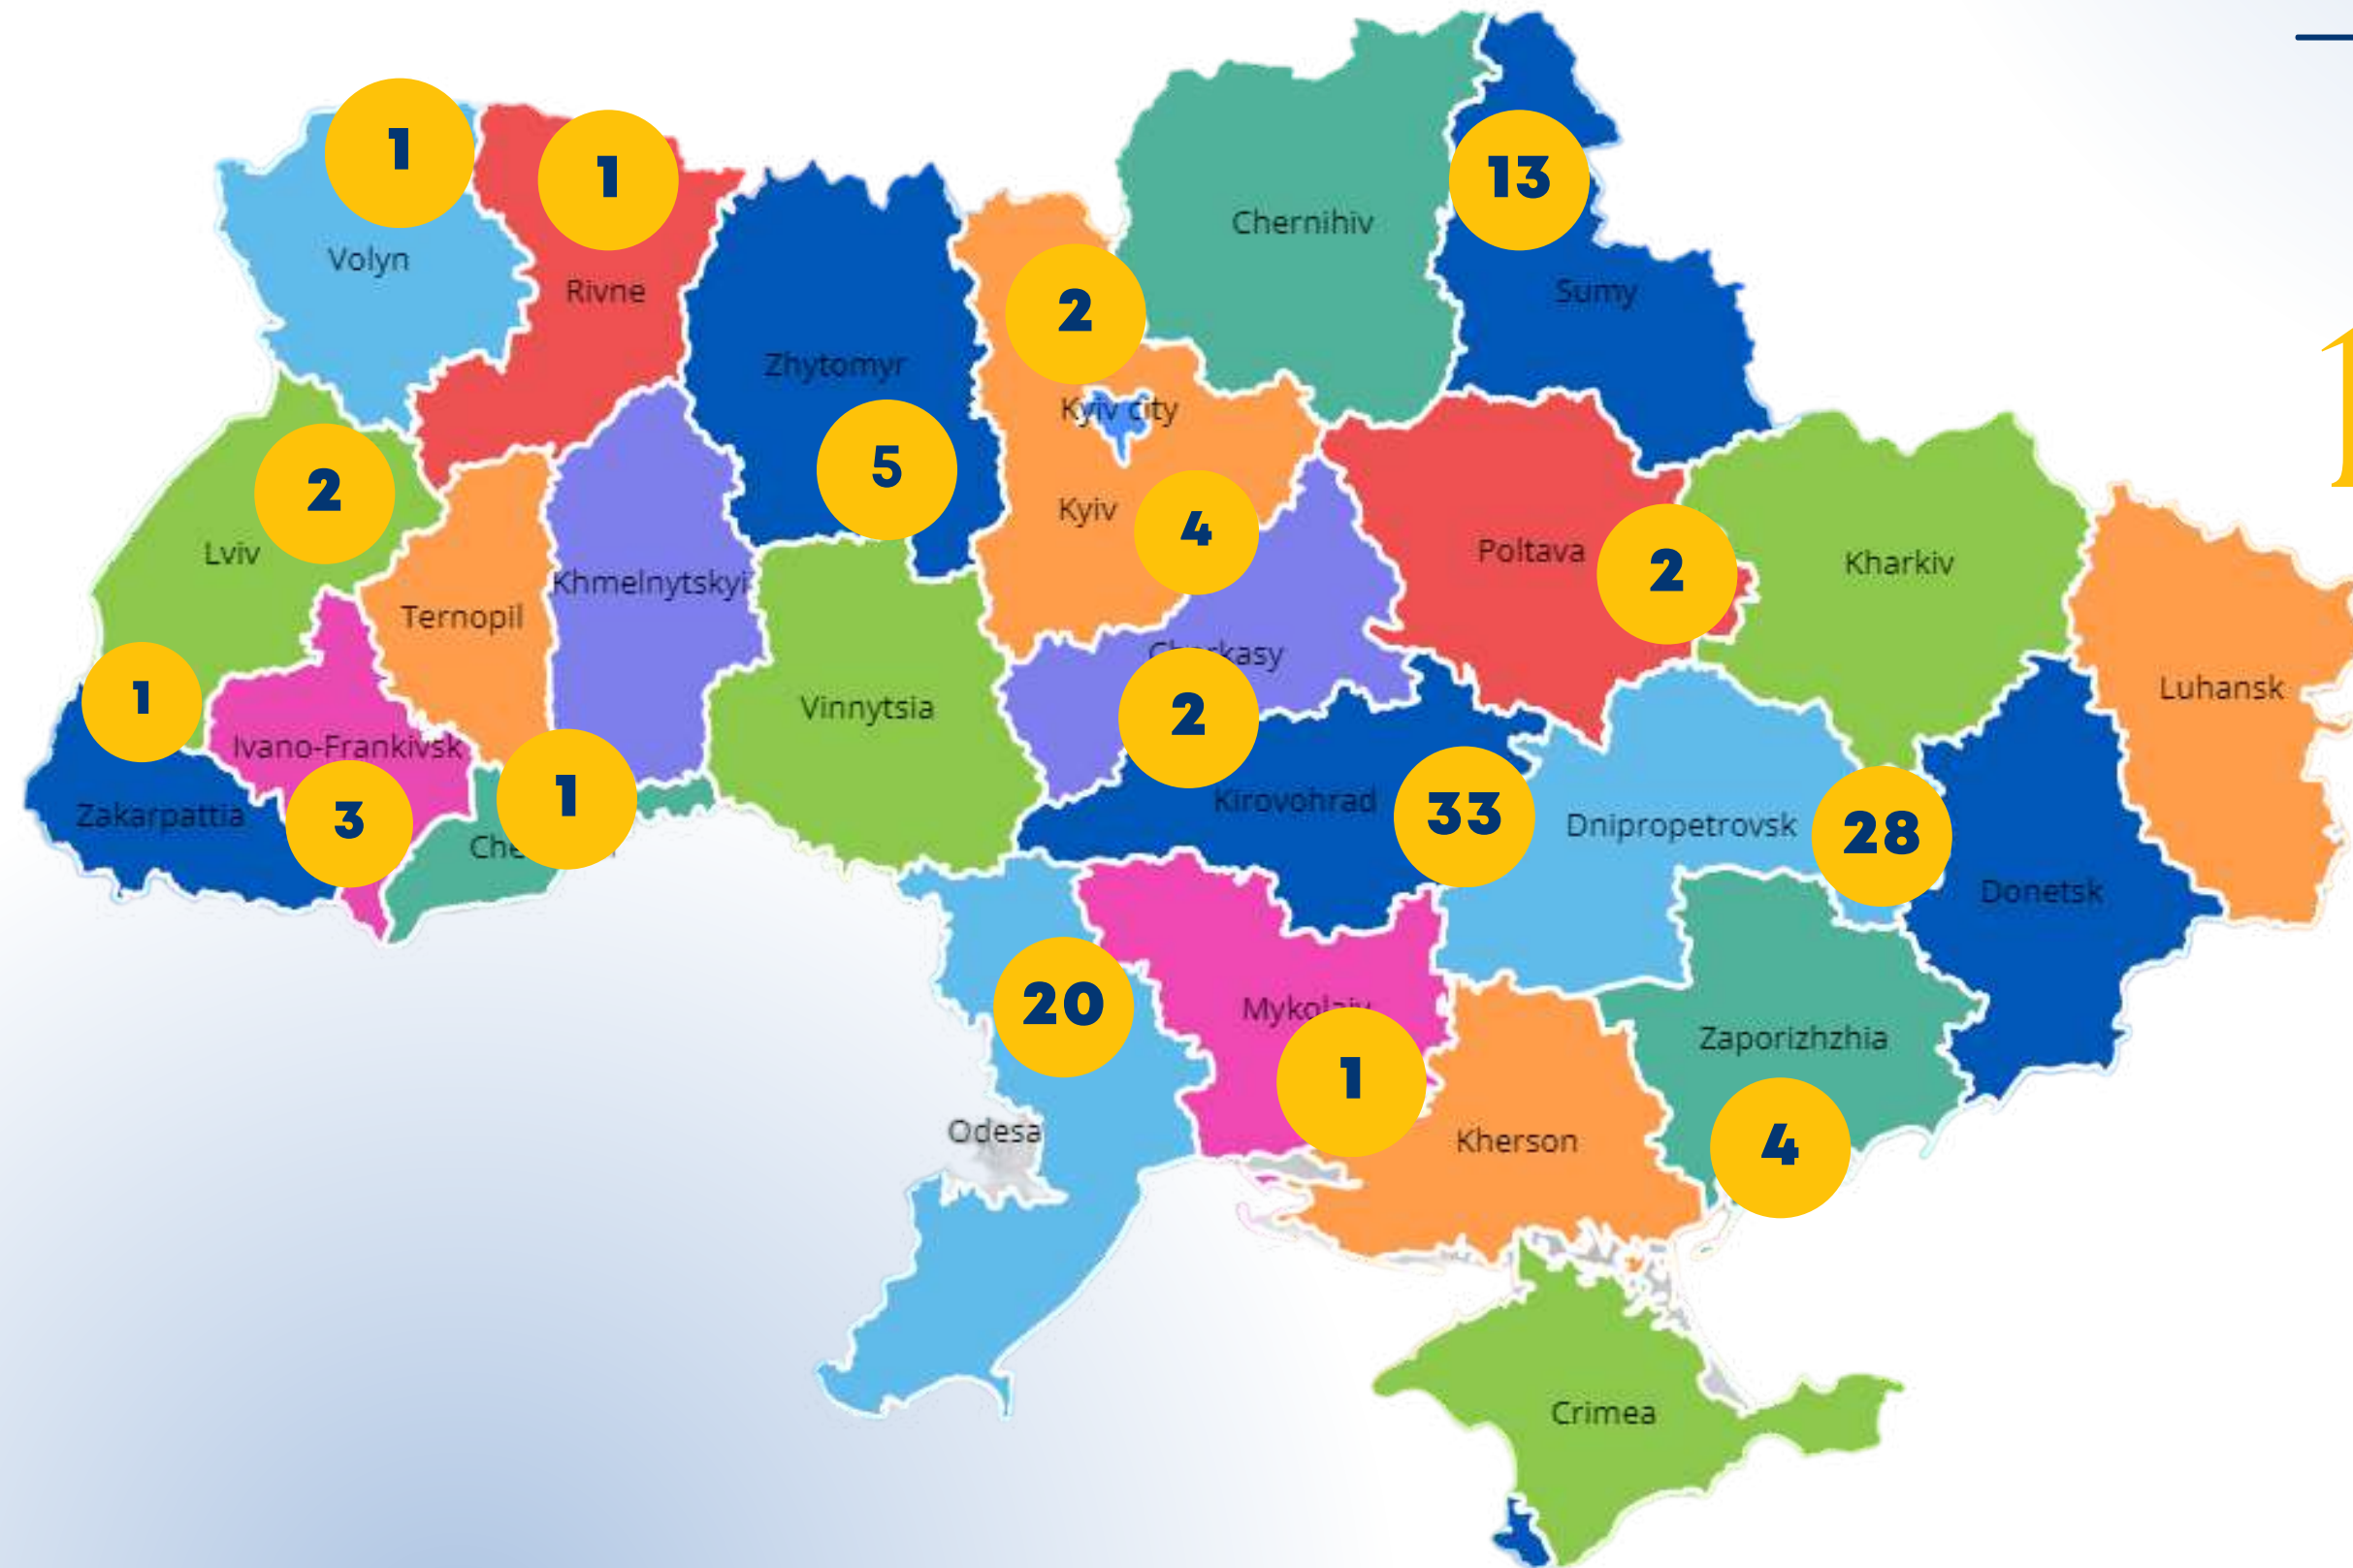 1
1
13
Chernihiv
Volyn
Rivne
2
Sumy
Zhytomyr
Kyiv city
5
2
Kyiv
4
Lviv
Poltava
2
Kharkiv
Khmelnytskyi
Ternopil
1
Vinnytsia
2
Luhansk
Ivano-Frankivsk
Zakarpattia
3
1
Kirovohrad
33
Dnipropetrovsk
28
Donetsk
20
Mykolaiv
1
Zaporizhzhia
Odesa
Kherson
4
Crimea
1